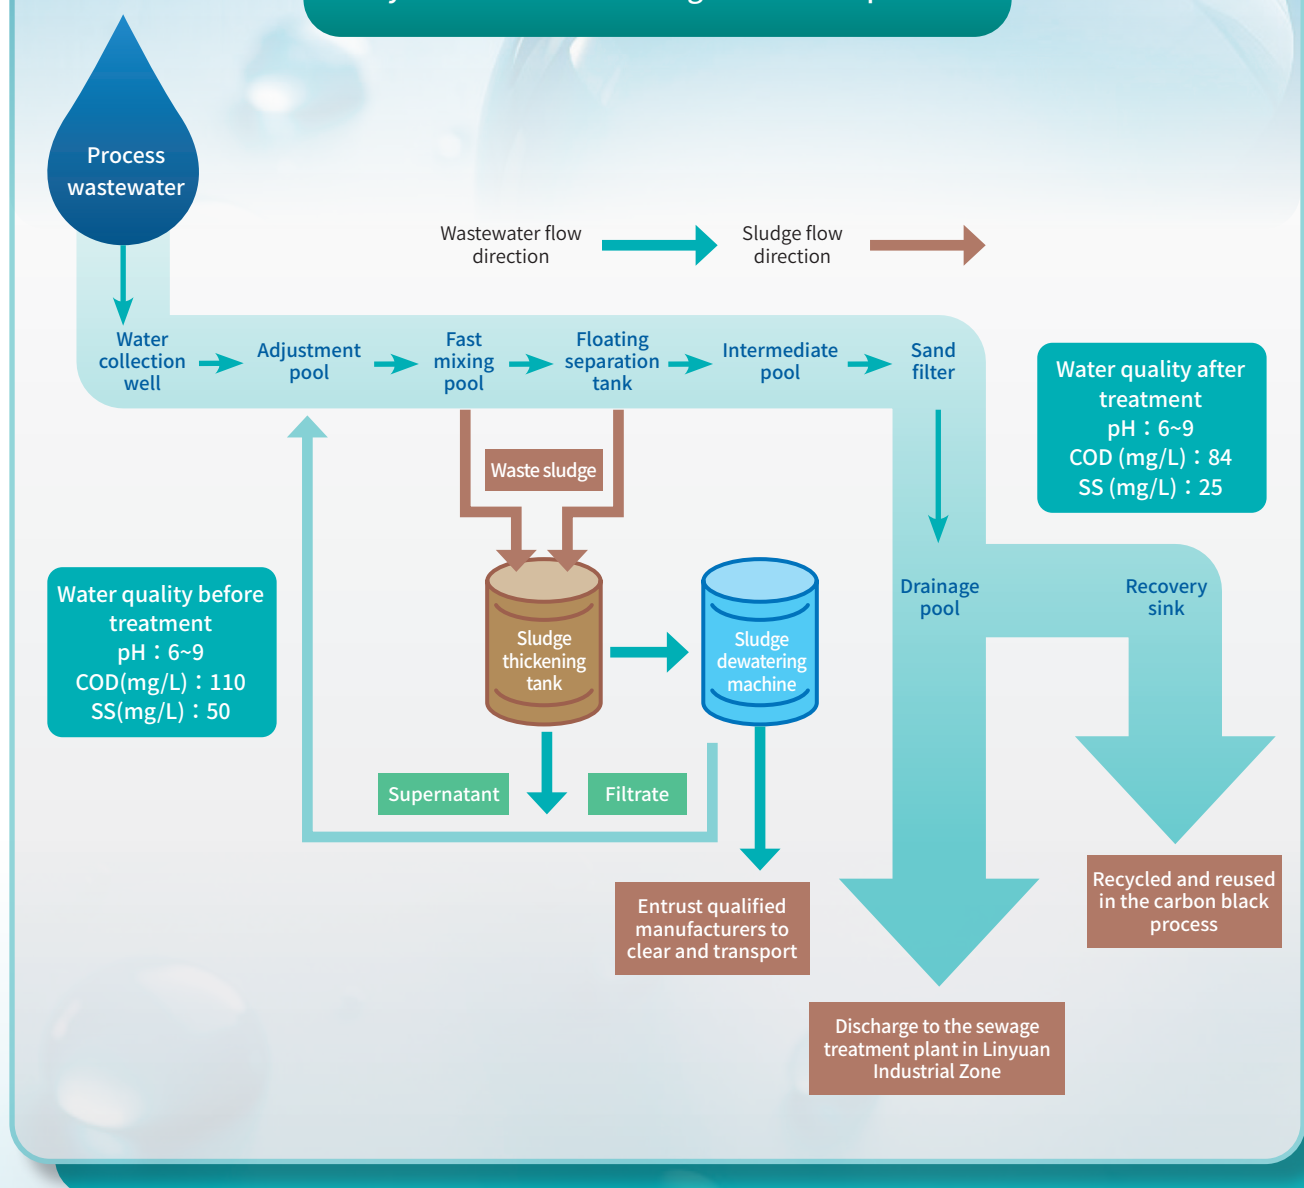 Process
wastewater
Wastewater flow
direction
Sludge flow
direction
Water
collection
well
Adjustment
pool
Fast
mixing
pool
Floating
separation
tank
Intermediate
pool
Sand
filter
Water quality after
treatment
pH：6~9
COD (mg/L)：84
SS (mg/L)：25
Waste sludge
Water quality before
treatment
pH：6~9
COD(mg/L)：110
SS(mg/L)：50
Sludge
thickening
tank
Sludge
dewatering
machine
Drainage
pool
Recovery
sink
Supernatant
Filtrate
Entrust qualified
manufacturers to
clear and transport
Recycled and reused
in the carbon black
process
Discharge to the sewage
treatment plant in Linyuan
Industrial Zone